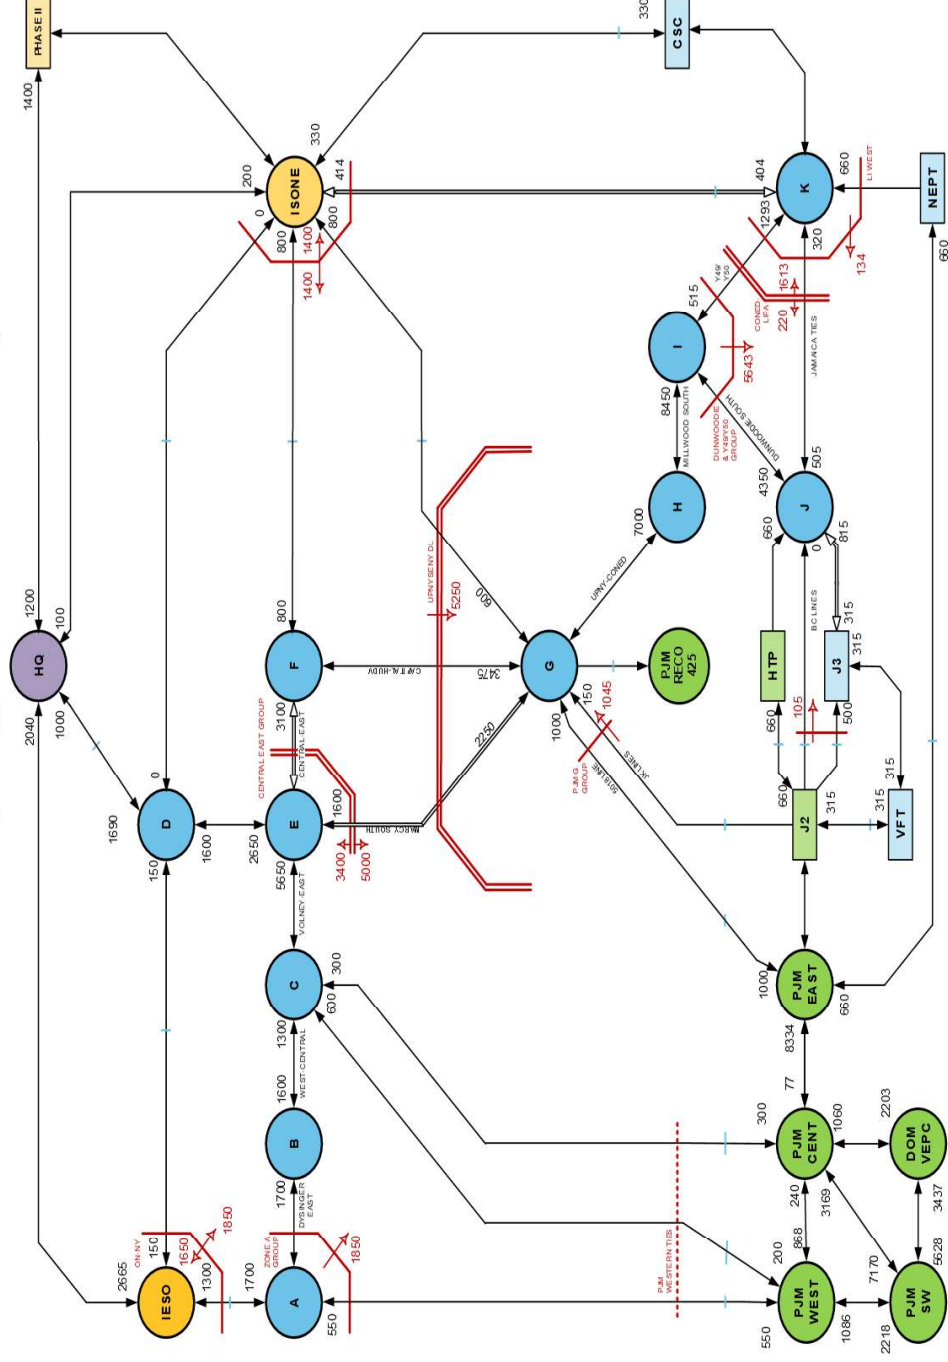 1400
PHASE II
2040
HQ
1200
1000
100
1690
2665
ON-NY
150
D
0
IESO
150
1650
1850
1300
1600
200
0
1700
ZONE A
GROUP
1700
1600
1300
5650
2650
CENTRAL EAST GROUP
3100
800
800
330
A
B
C
E
F
ISONE
DYSINGER
EAST
WEST-CENTRAL
VOLNEY-EAST
CENTRAL-EAST
1400
1400
550
1850
600
300
3400
5000
1600
800
414
MARCY SOUTH
CAPITAL-HUDV
UPNYSENY DL
5250
2250
3475
600
1000
G
150
PJM G
GROUP
1045
5018 LINE
JK LINES
UPNY-CONED
7000
8450
515
330
PJM
WESTERN TIES
PJM
RECO
425
H
I
CSC
MILLWOOD SOUTH
Y49/
Y50
DUNWOODIE
& Y49/Y50
GROUP
5643
DUNWOODIE SOUTH
CONED
LIPA
550
200
300
1000
660
660
4350
220
1613
1293
404
868
240
77
8334
HTP
PJM
WEST
PJM
CENT
PJM
EAST
J2
105
BC LINES
0
J
505
JAMAICA TIES
320
K
1086
7170
3169
1060
660
315
500
315
815
134
660
LI WEST
2218
2203
315
J3
315
315
PJM
SW
5628
3437
DOM
VEPC
VFT
660
NEPT